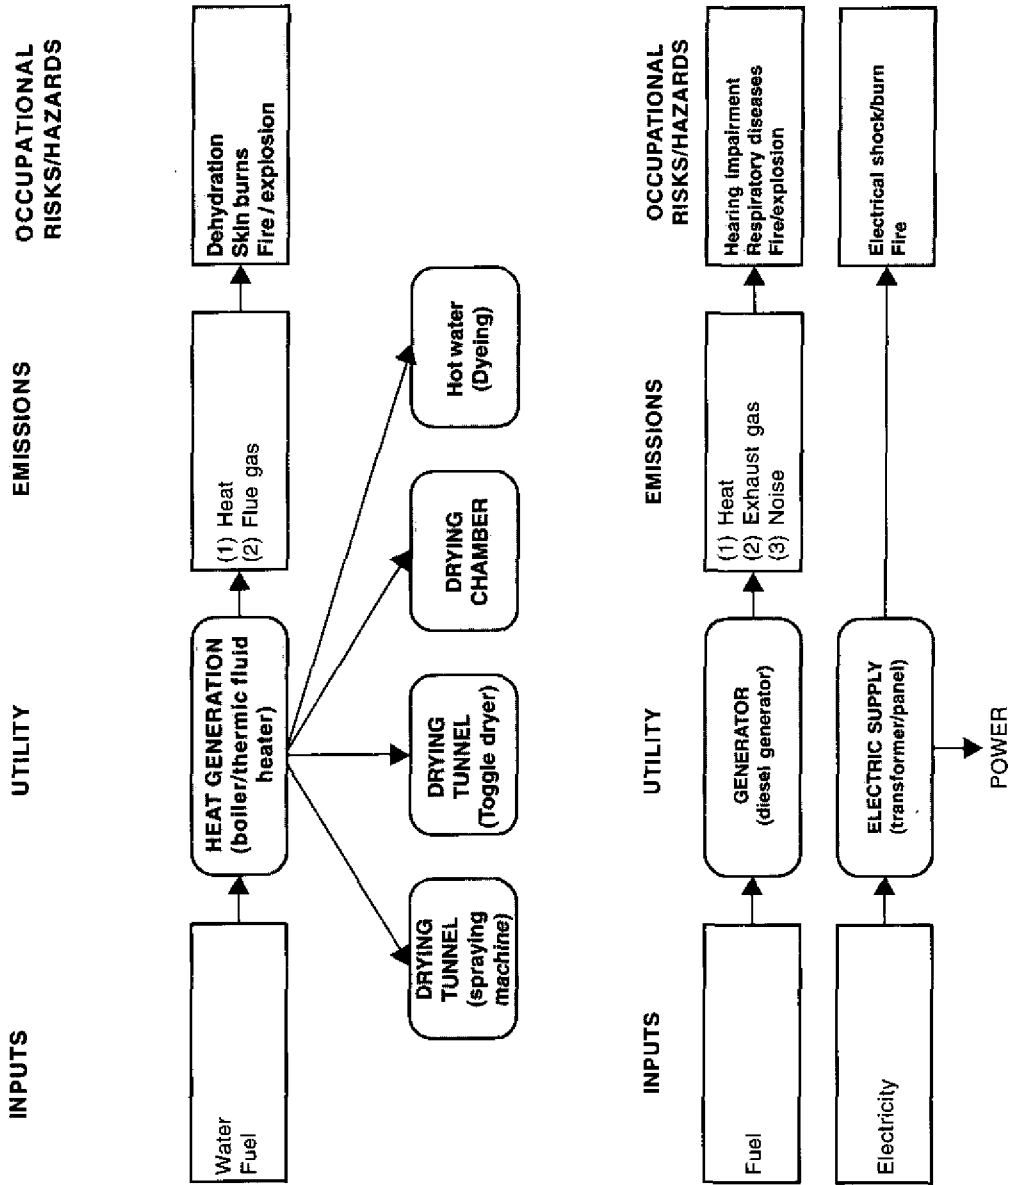 INPUTS
UTILITY
EMISSIONS
OCCUPATIONAL
RISKS/HAZARDS
Water
Fuel
HEAT GENERATION
(boiler/thermic fluid
heater)
(1) Heat
(2) Flue gas
Dehydration
Skin burns
Fire / explosion
DRYING
TUNNEL
(spraying
machine)
DRYING
TUNNEL
(Toggle dryer)
DRYING
CHAMBER
Hot water
(Dyeing)
INPUTS
UTILITY
EMISSIONS
OCCUPATIONAL
RISKS/HAZARDS
Fuel
GENERATOR
(diesel generator)
(1) Heat
(2) Exhaust gas
(3) Noise
Hearing Impairment
Respiratory diseases
Fire/explosion
Electricity
ELECTRIC SUPPLY
(transformer/panel)
Electrical shock/burn
Fire
POWER